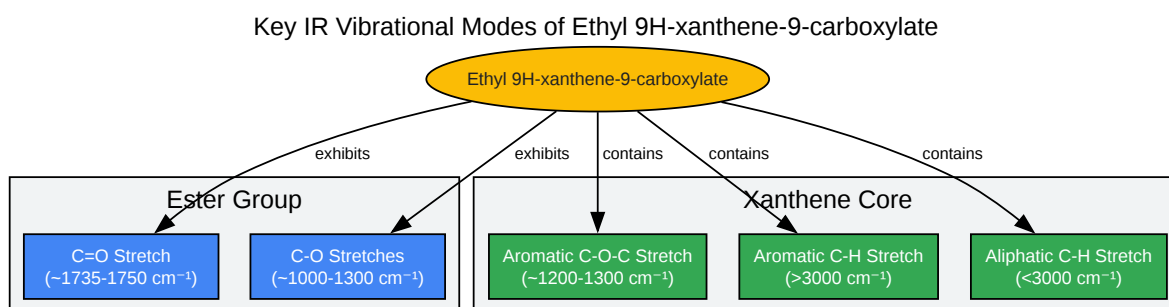 Key IR Vibrational Modes of Ethyl 9H-xanthene-9-carboxylate
Ethyl 9H-xanthene-9-carboxylate
exhibits
exhibits
contains
contains
contains
Ester Group
Xanthene Core
C=O Stretch
(~1735-1750 cm⁻¹)
C-O Stretches
(~1000-1300 cm⁻¹)
Aromatic C-O-C Stretch
(~1200-1300 cm⁻¹)
Aromatic C-H Stretch
(>3000 cm⁻¹)
Aliphatic C-H Stretch
(<3000 cm⁻¹)